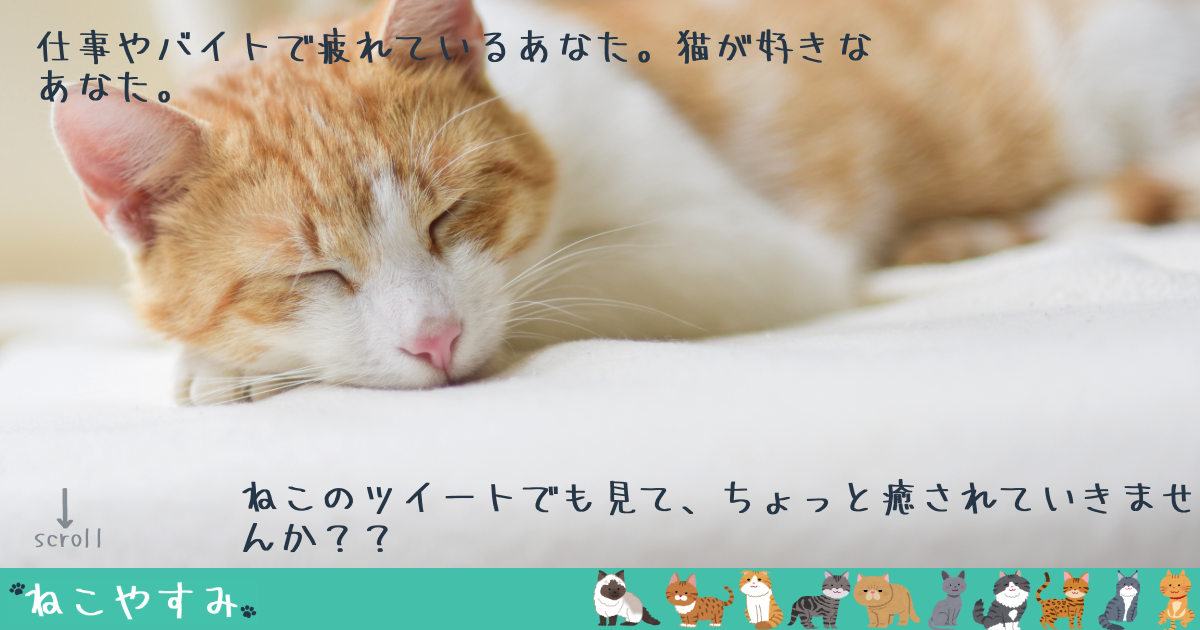 仕事やバイトで疲れているあなた。猫が好きな
あなた。
ねこのツイートでも見て、ちょっと癒されていきませ
んか？？
scroll
ねこやすみ